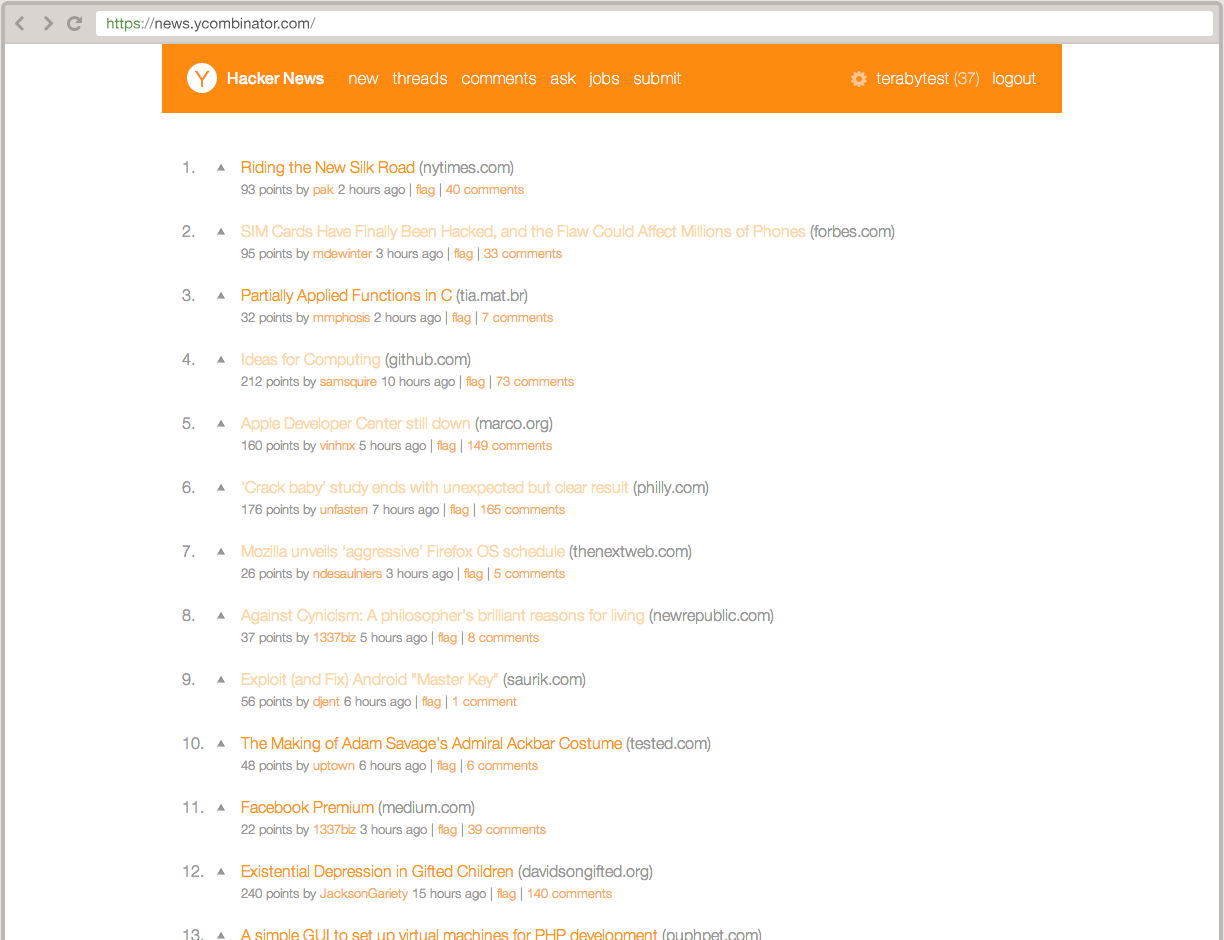 https://news.ycombinator.com/
Y Hacker News new threads comments ask jobs submit terabytest (37) logout
1. ▲ Riding the New Silk Road (nytimes.com)
93 points by pak 2 hours ago | flag | 40 comments
2. ▲ SIM Cards Have Finally Been Hacked, and the Flaw Could Affect Millions of Phones (forbes.com)
95 points by mdewinter 3 hours ago | flag | 33 comments
3. ▲ Partially Applied Functions in C (tia.mat.br)
32 points by mmphosis 2 hours ago | flag | 7 comments
4. ▲ Ideas for Computing (github.com)
212 points by samsquire 10 hours ago | flag | 73 comments
5. ▲ Apple Developer Center still down (marco.org)
160 points by vinhnx 5 hours ago | flag | 149 comments
6. ▲ ‘Crack baby’ study ends with unexpected but clear result (philly.com)
176 points by unfasten 7 hours ago | flag | 165 comments
7. ▲ Mozilla unveils ‘aggressive’ Firefox OS schedule (thenextweb.com)
26 points by ndesaulniers 3 hours ago | flag | 5 comments
8. ▲ Against Cynicism: A philosopher's brilliant reasons for living (newrepublic.com)
37 points by 1337biz 5 hours ago | flag | 8 comments
9. ▲ Exploit (and Fix) Android "Master Key" (saurik.com)
56 points by djent 6 hours ago | flag | 1 comment
10. ▲ The Making of Adam Savage's Admiral Ackbar Costume (tested.com)
48 points by uptown 6 hours ago | flag | 6 comments
11. ▲ Facebook Premium (medium.com)
22 points by 1337biz 3 hours ago | flag | 39 comments
12. ▲ Existential Depression in Gifted Children (davidsongifted.org)
240 points by JacksonGariety 15 hours ago | flag | 140 comments
13. ▲ A simple GUI to set up virtual machines for PHP development (puphpet.com)